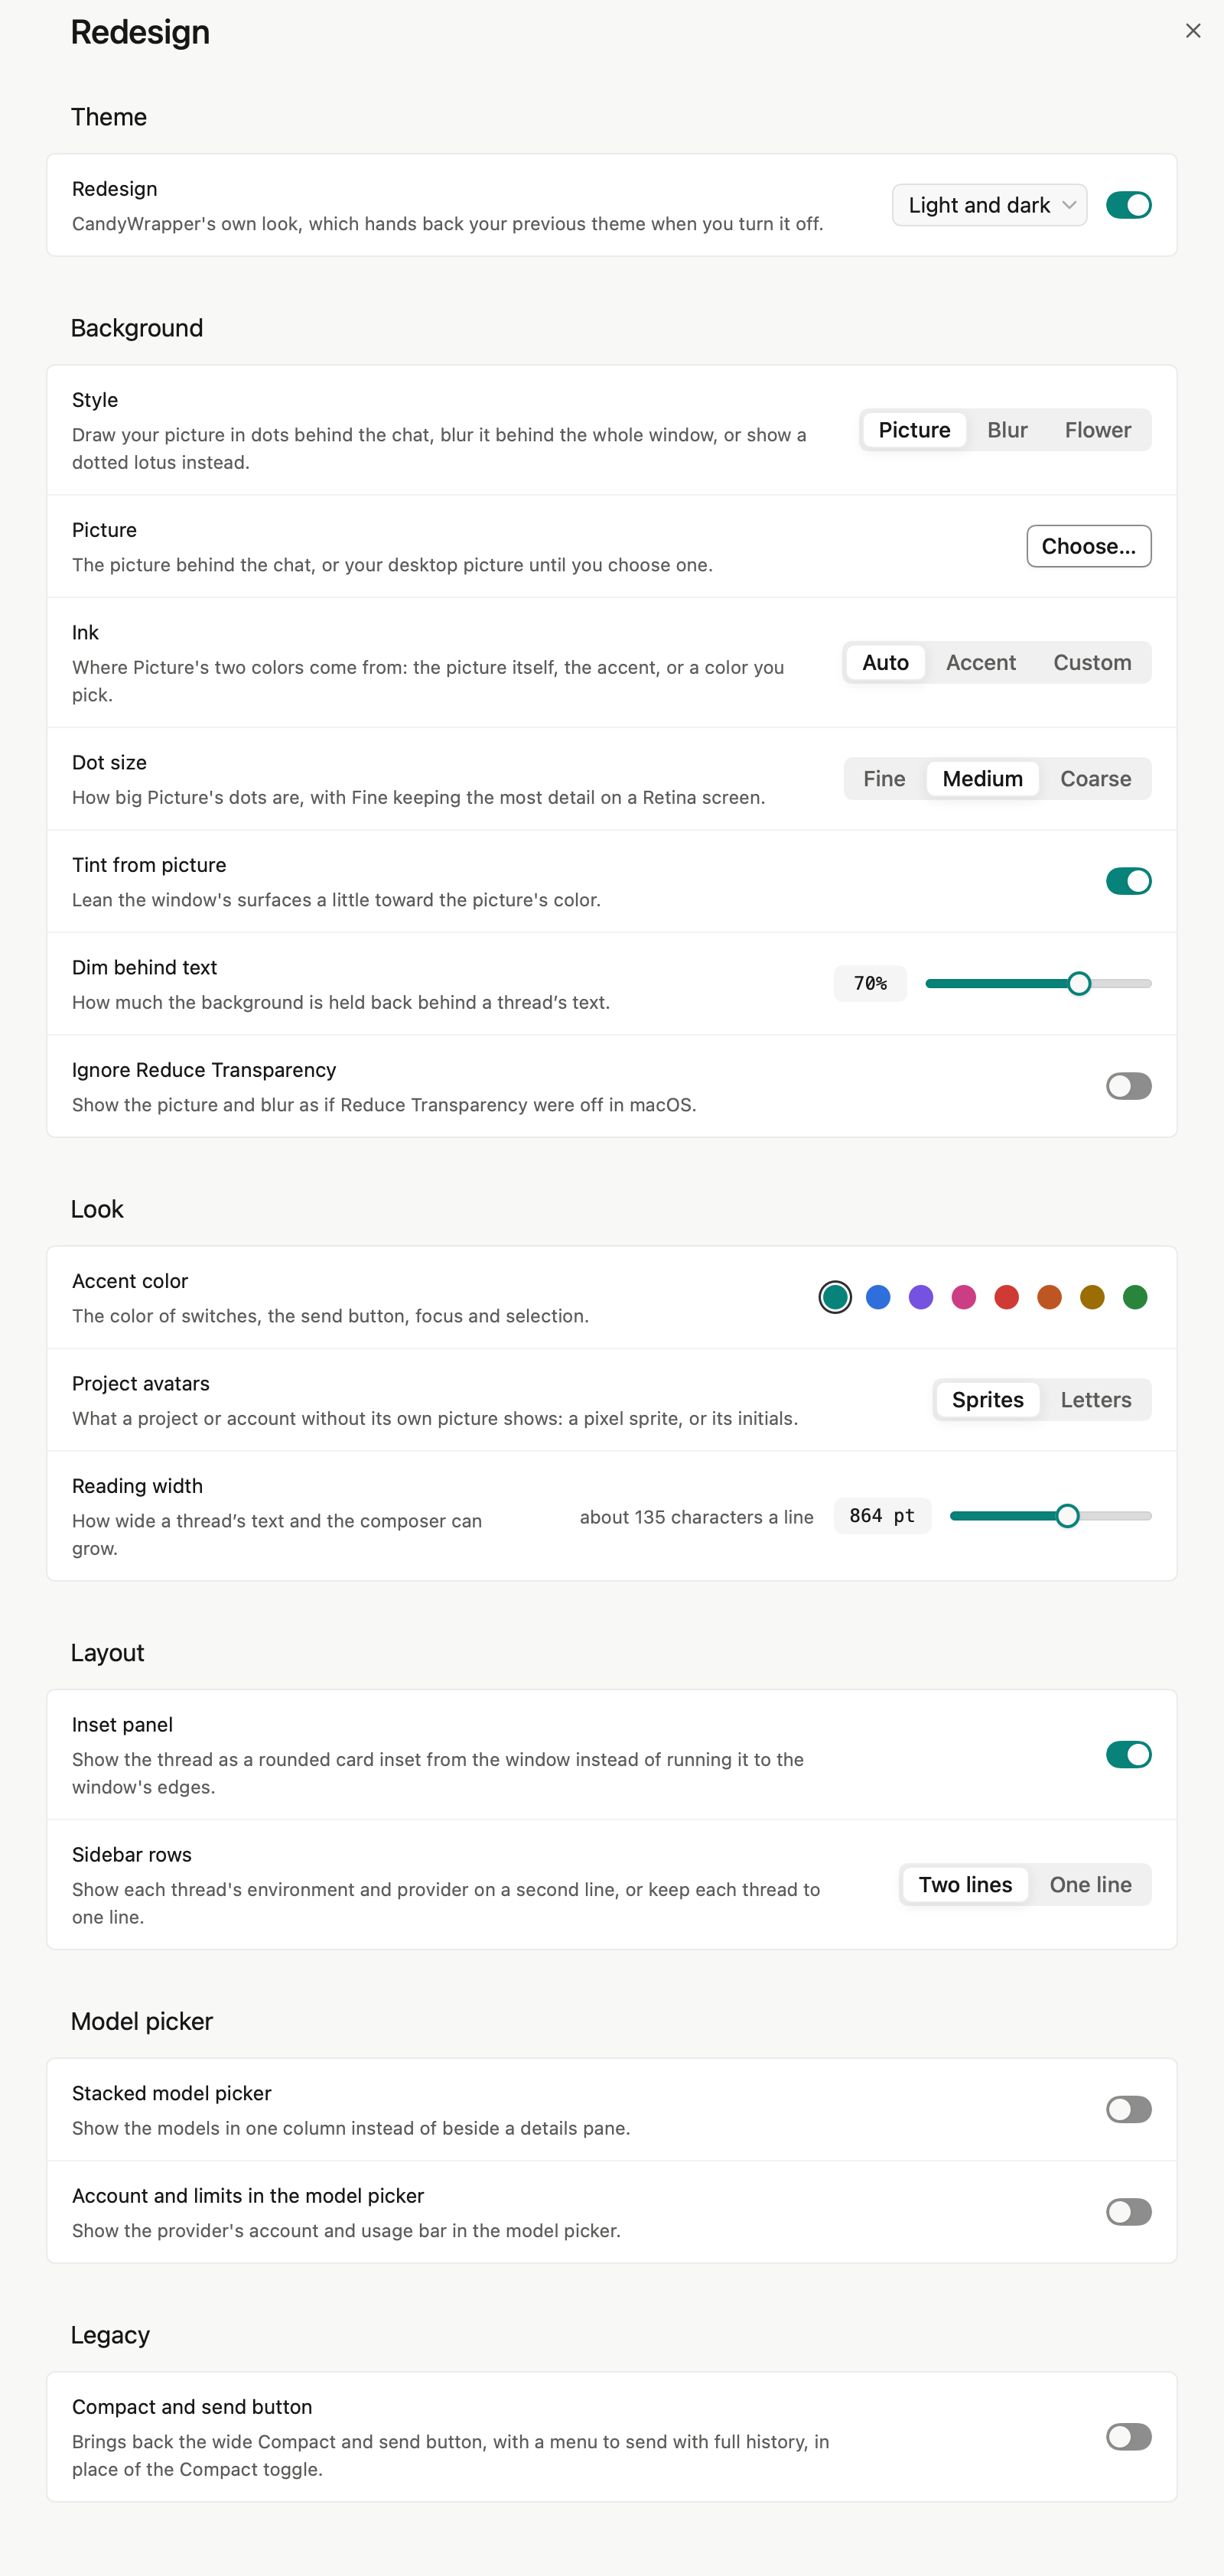 Redesign
Theme
Redesign
CandyWrapper's own look, which hands back your previous theme when you turn it off.
Light and dark
Background
Style
Draw your picture in dots behind the chat, blur it behind the whole window, or show a
dotted lotus instead.
Picture Blur Flower
Picture
The picture behind the chat, or your desktop picture until you choose one.
Choose...
Ink
Where Picture's two colors come from: the picture itself, the accent, or a color you
pick.
Auto Accent Custom
Dot size
How big Picture's dots are, with Fine keeping the most detail on a Retina screen.
Fine Medium Coarse
Tint from picture
Lean the window's surfaces a little toward the picture's color.
Dim behind text
How much the background is held back behind a thread’s text.
70%
Ignore Reduce Transparency
Show the picture and blur as if Reduce Transparency were off in macOS.
Look
Accent color
The color of switches, the send button, focus and selection.
Project avatars
What a project or account without its own picture shows: a pixel sprite, or its initials.
Sprites Letters
Reading width
How wide a thread’s text and the composer can
grow.
about 135 characters a line 864 pt
Layout
Inset panel
Show the thread as a rounded card inset from the window instead of running it to the
window's edges.
Sidebar rows
Show each thread's environment and provider on a second line, or keep each thread to
one line.
Two lines One line
Model picker
Stacked model picker
Show the models in one column instead of beside a details pane.
Account and limits in the model picker
Show the provider's account and usage bar in the model picker.
Legacy
Compact and send button
Brings back the wide Compact and send button, with a menu to send with full history, in
place of the Compact toggle.